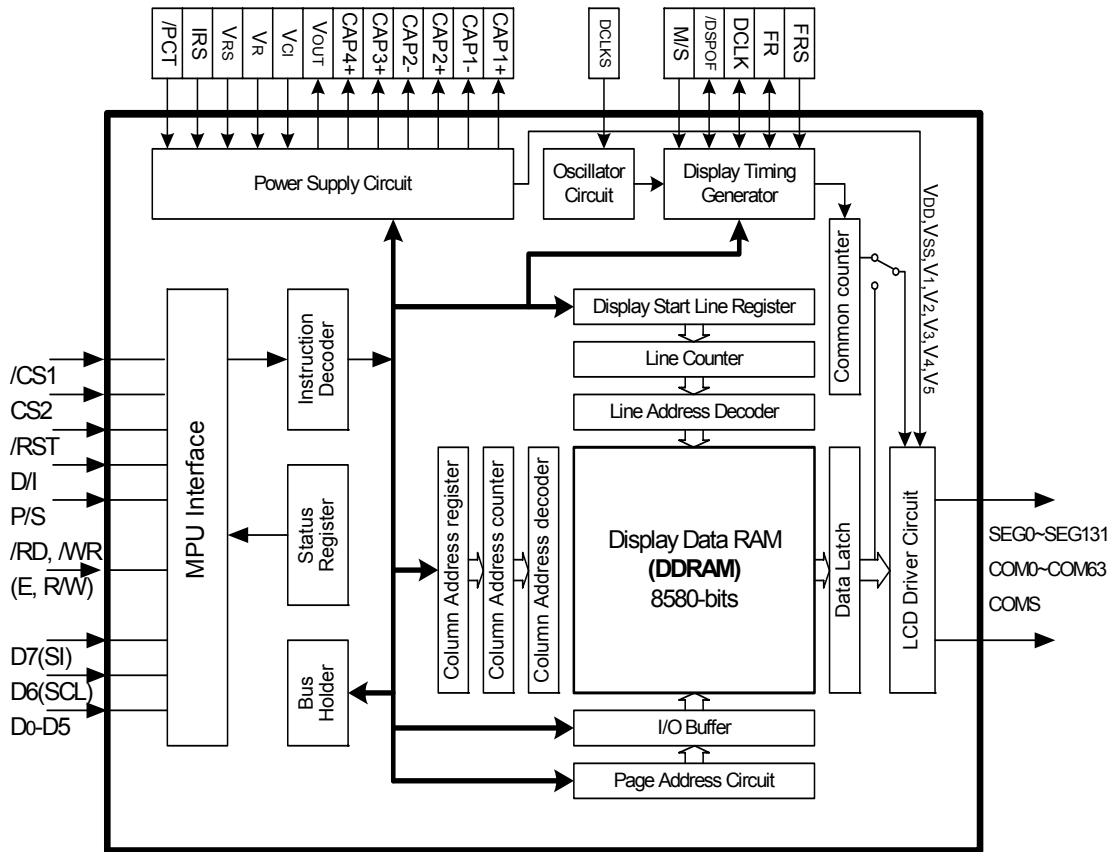 /PCT
IRS
VRS
VR
VCI
VOUT
CAP4+
CAP3+
CAP2-
CAP2+
CAP1-
CAP1+
DCLKS
M/S
/DSPOF
DCLK
FR
FRS
Power Supply Circuit
Oscillator
Circuit
Display Timing
Generator
VDD,VSS,V1,V2,V3,V4,V5
Common counter
Display Start Line Register
Line Counter
Line Address Decoder
MPU Interface
Instruction
Decoder
Status
Register
Bus
Holder
/CS1
CS2
/RST
D/I
P/S
/RD, /WR
(E, R/W)
D7(SI)
D6(SCL)
D0-D5
Column Address register
Column Address counter
Column Address decoder
Display Data RAM
(DDRAM)
8580-bits
Data Latch
LCD Driver Circuit
SEG0~SEG131
COM0~COM63
COMS
I/O Buffer
Page Address Circuit